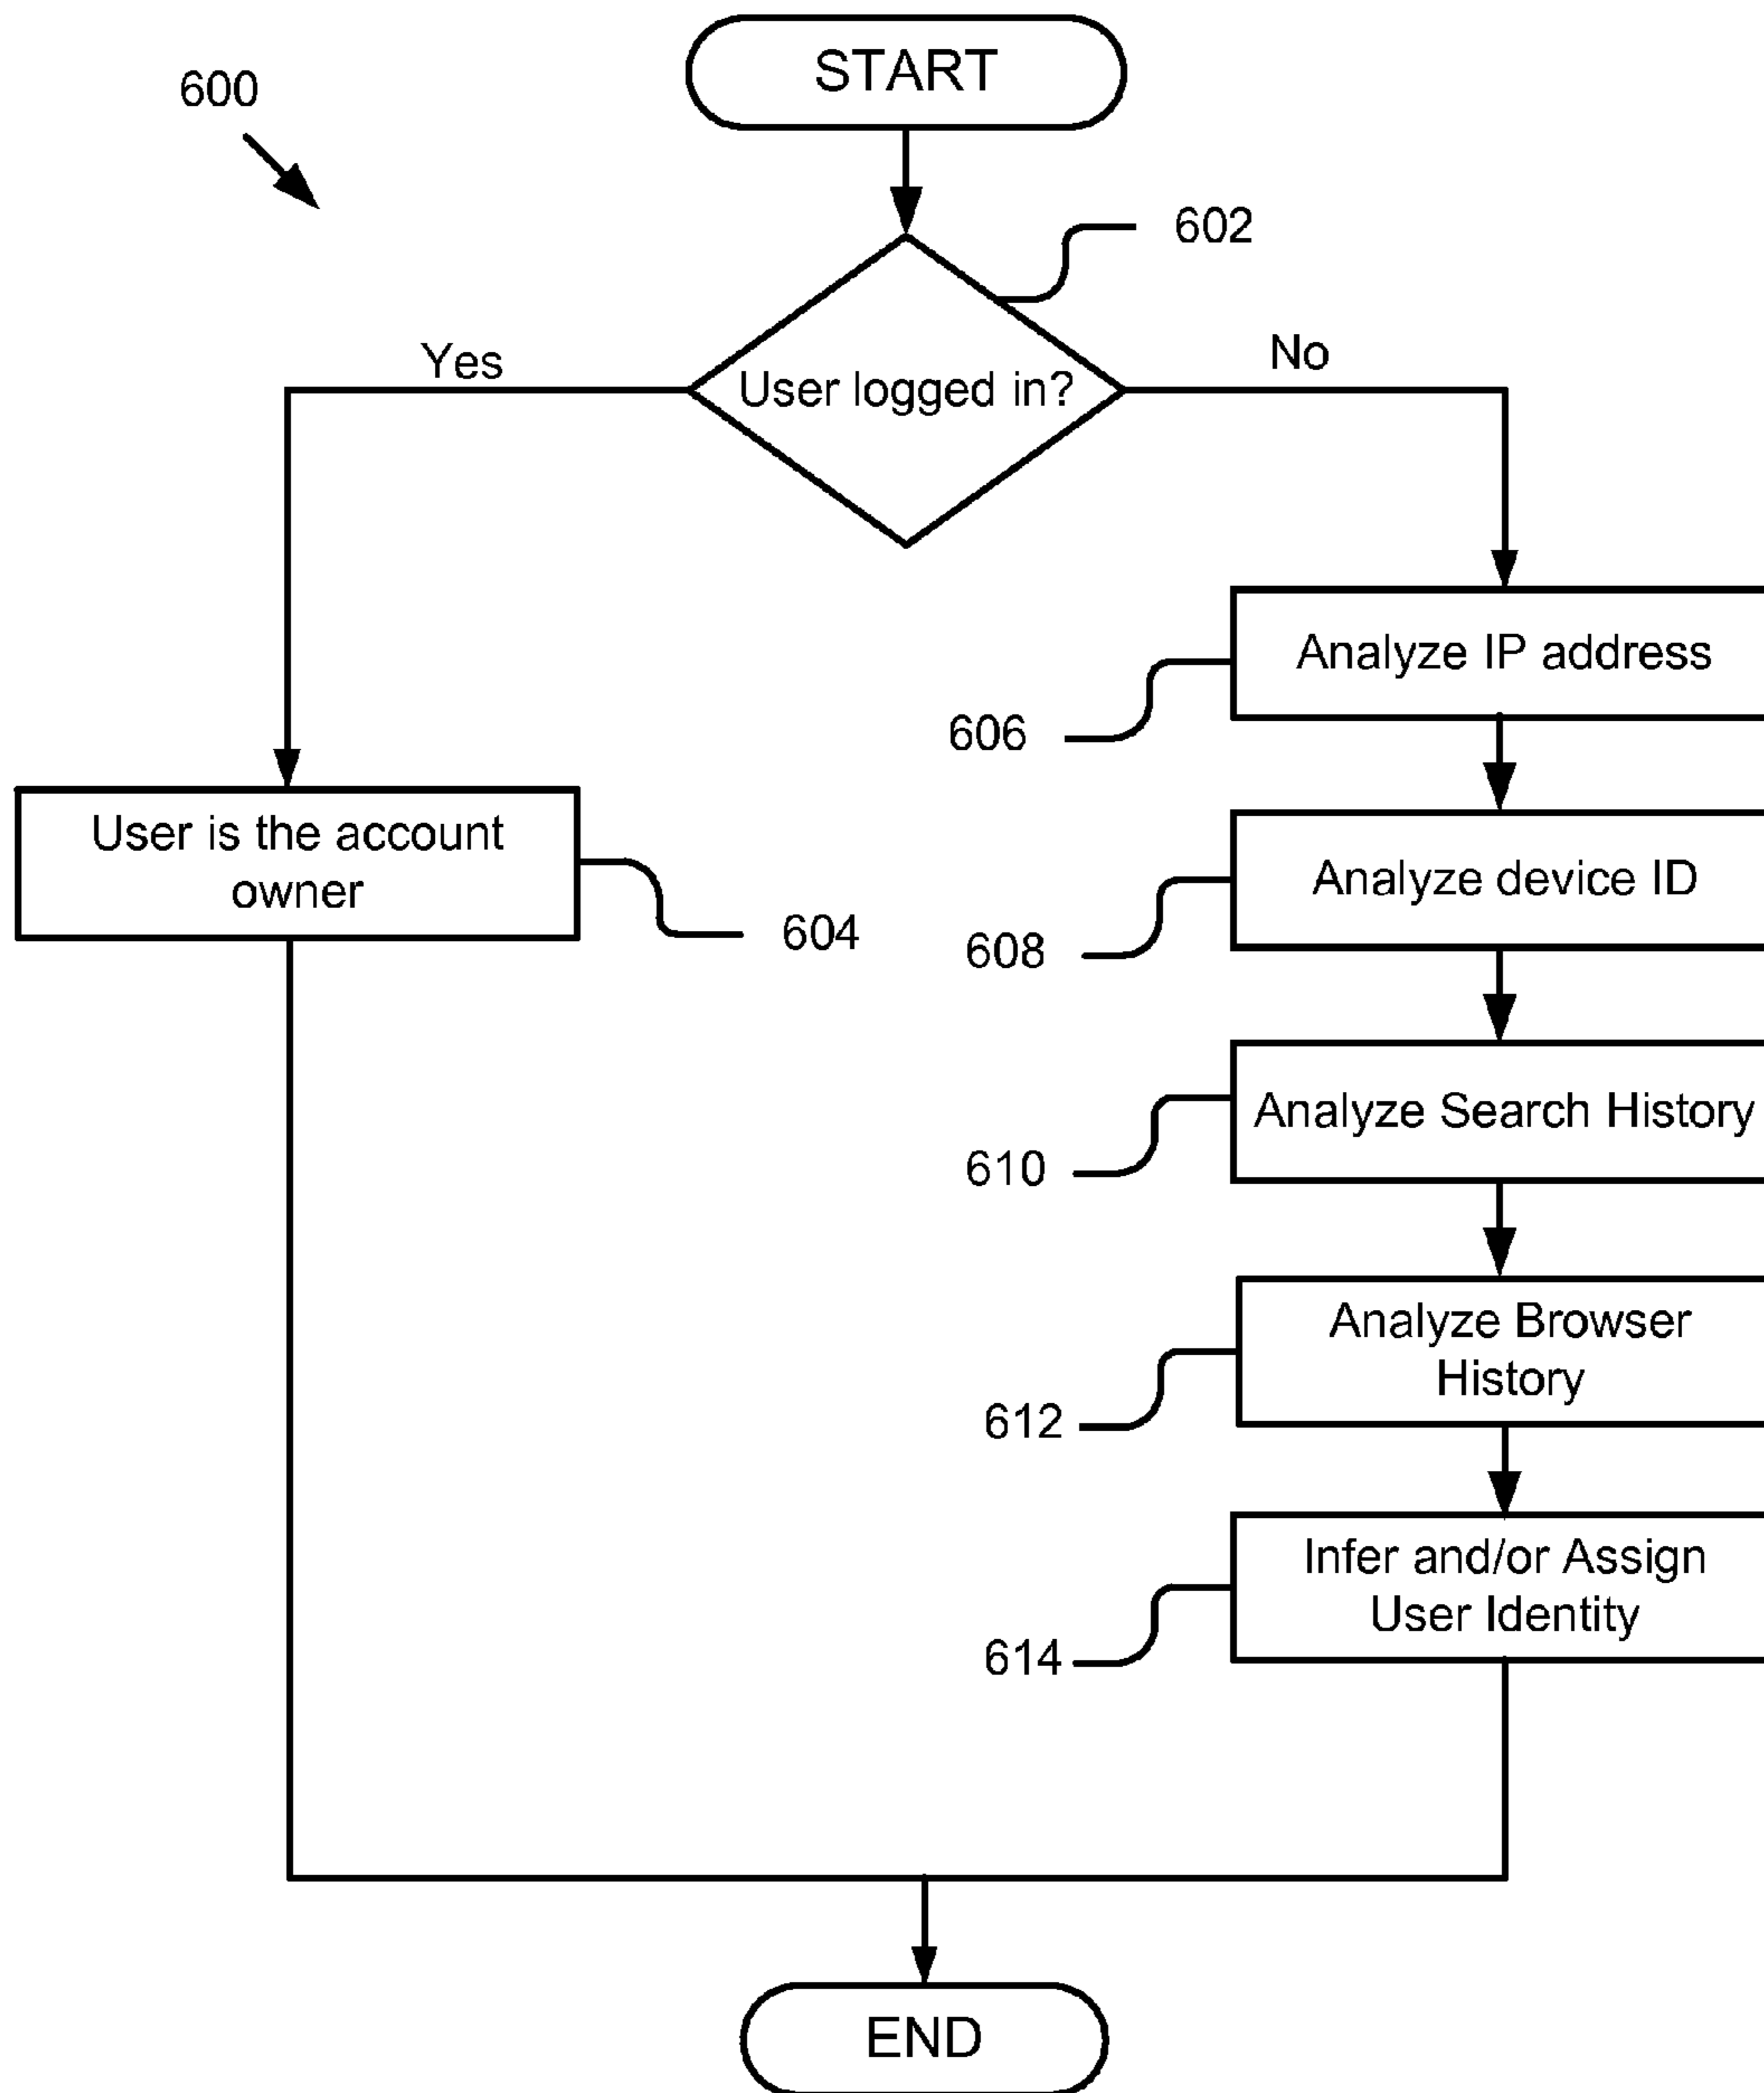 START
600
602
Yes
No
User logged in?
Analyze IP address
606
User is the account
owner
604
Analyze device ID
608
Analyze Search History
610
Analyze Browser
History
612
Infer and/or Assign
User Identity
614
END